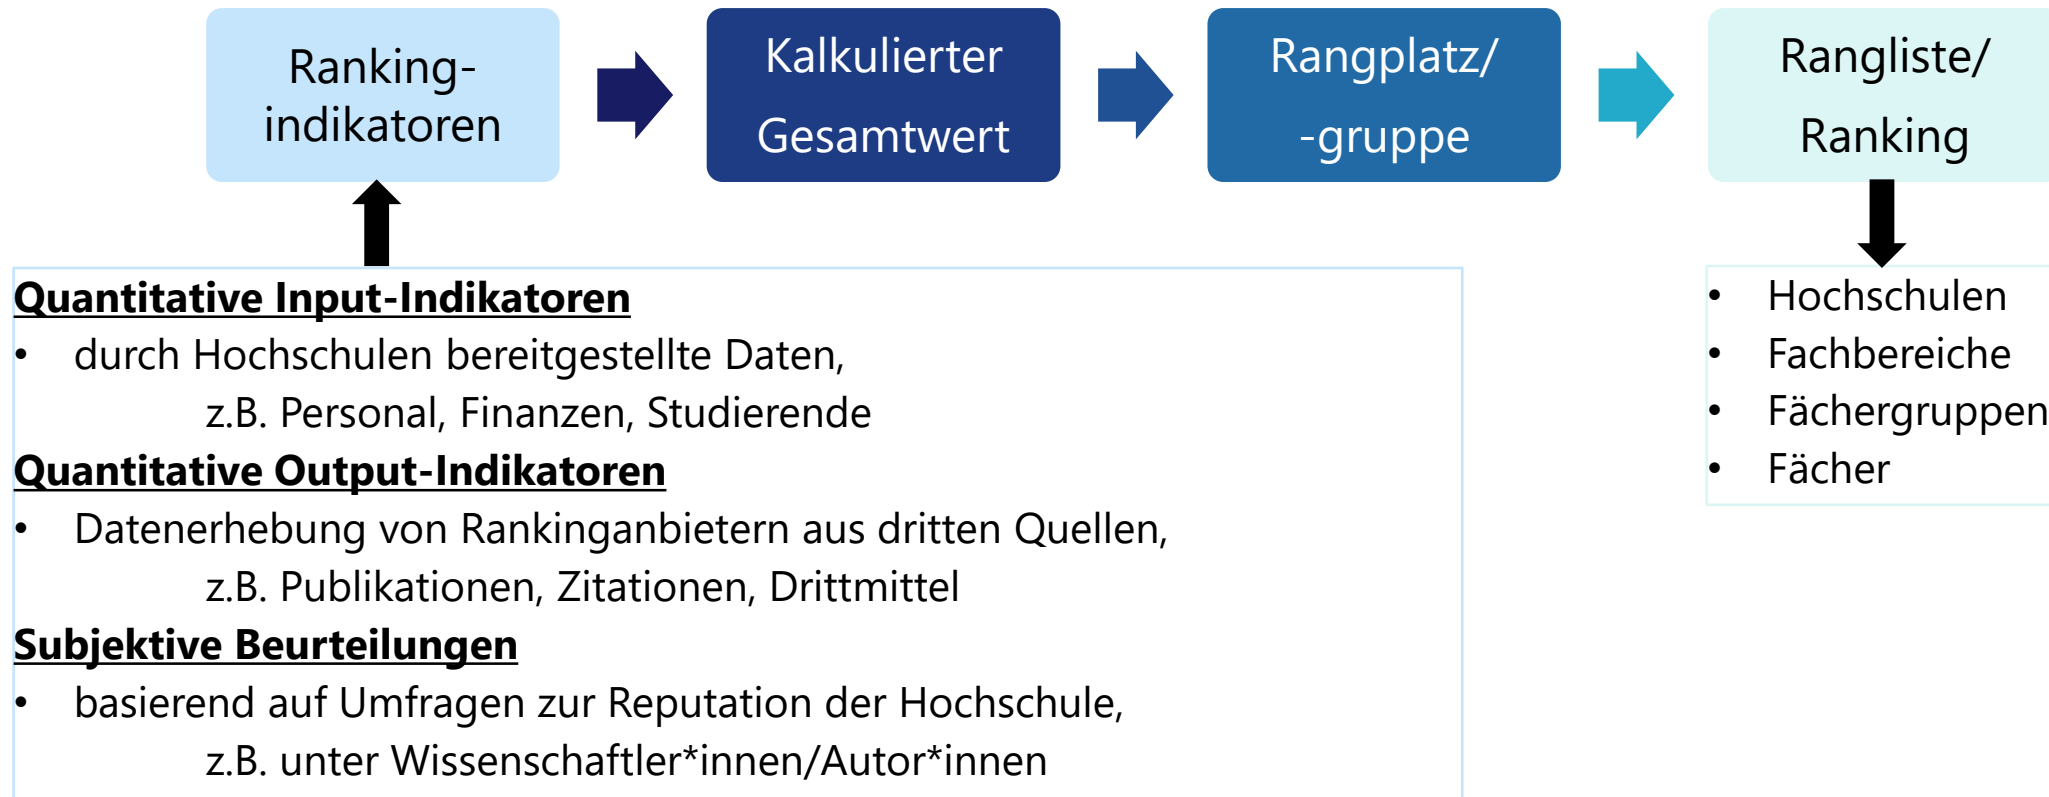 Ranking-
indikatoren
Kalkulierter
Gesamtwert
Rangplatz/
-gruppe
Rangliste/
Ranking
Quantitative Input-Indikatoren
• durch Hochschulen bereitgestellte Daten,
z.B. Personal, Finanzen, Studierende
Quantitative Output-Indikatoren
• Datenerhebung von Rankinganbietern aus dritten Quellen,
z.B. Publikationen, Zitationen, Drittmittel
Subjektive Beurteilungen
• basierend auf Umfragen zur Reputation der Hochschule,
z.B. unter Wissenschaftler*innen/Autor*innen
• Hochschulen
• Fachbereiche
• Fächergruppen
• Fächer